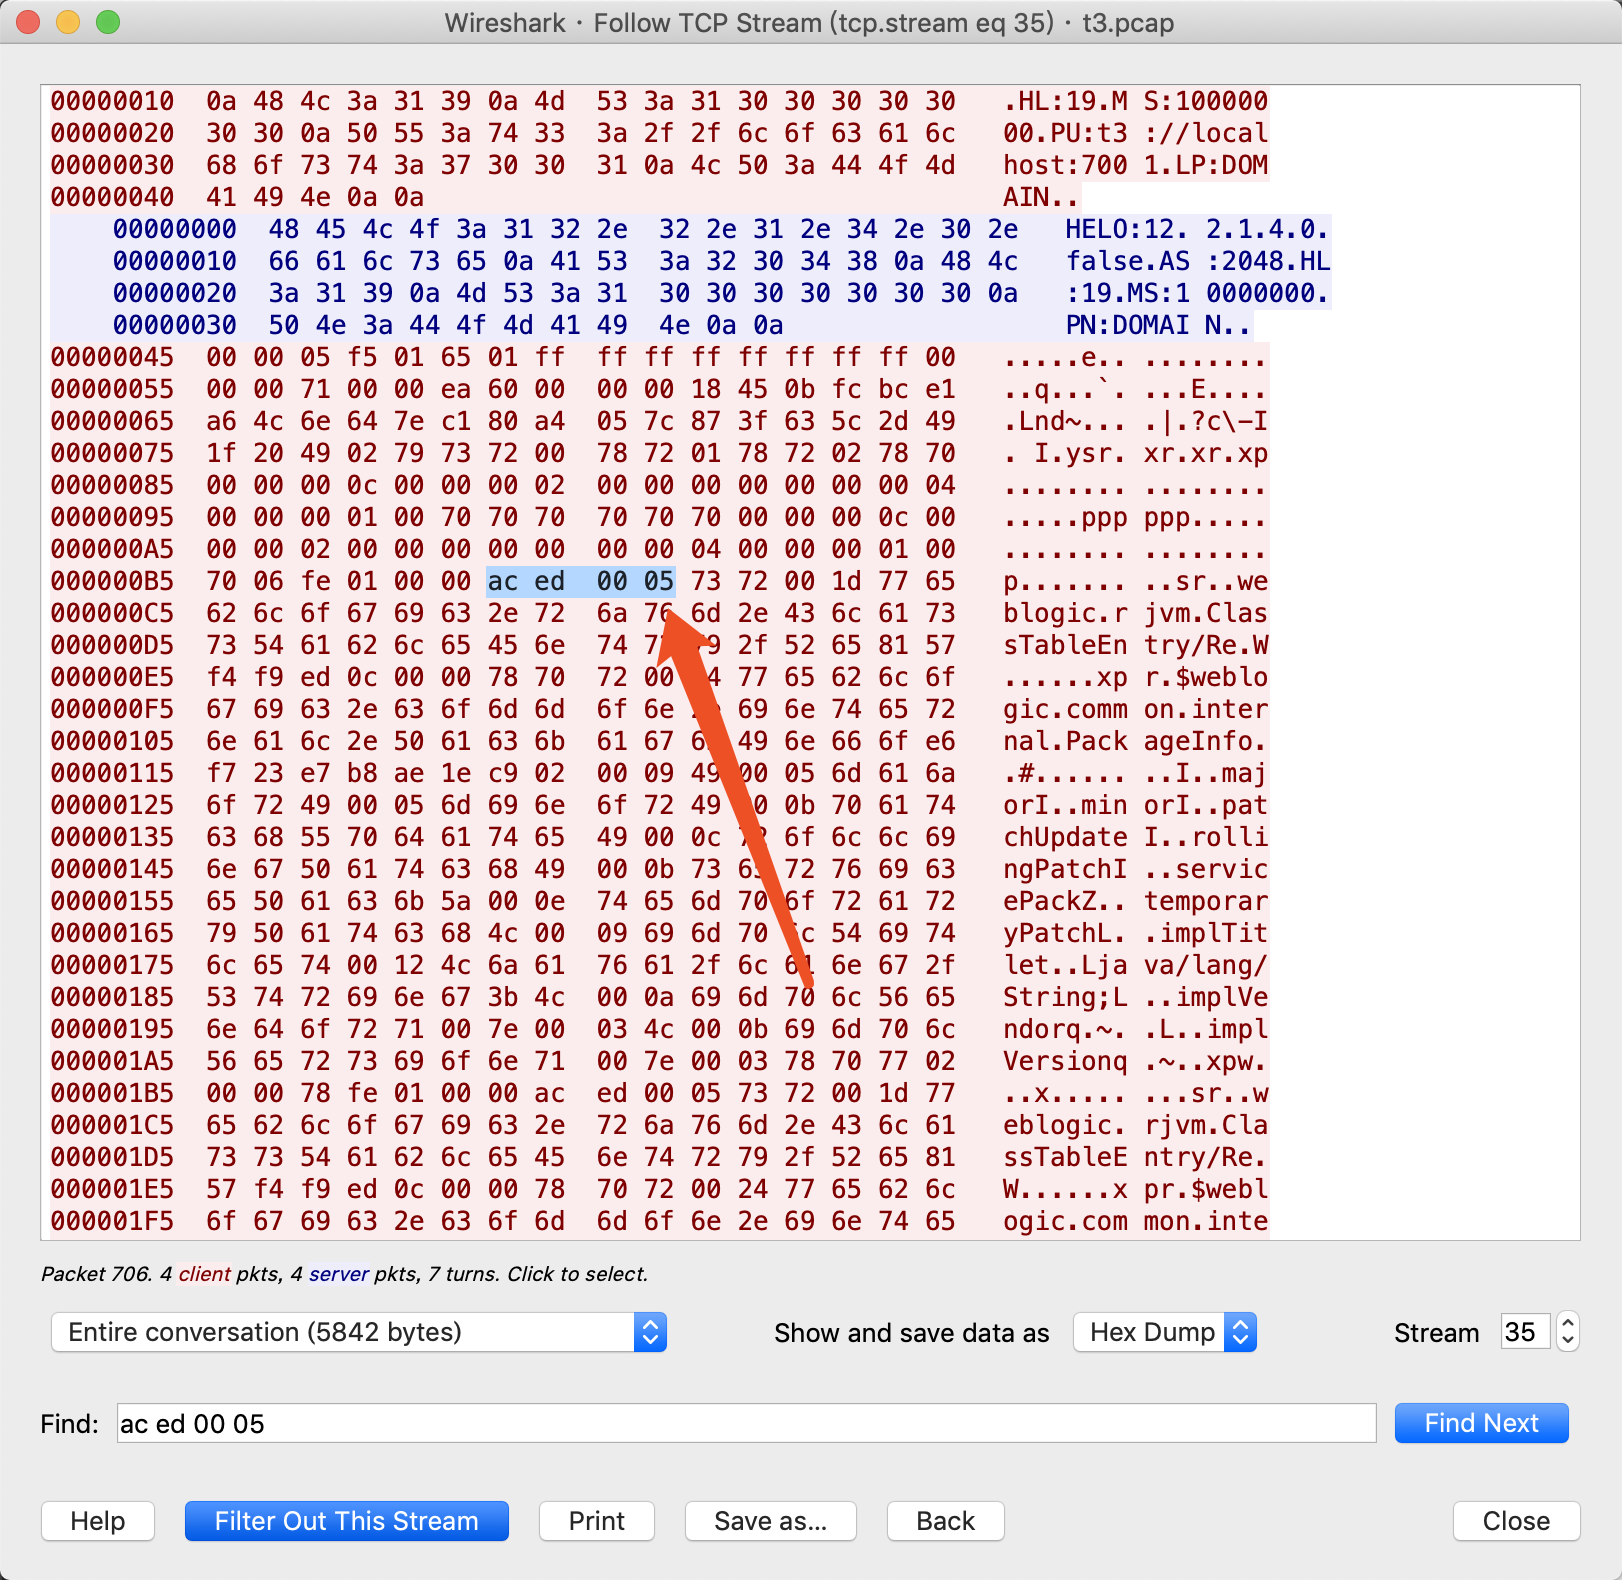 Wireshark · Follow TCP Stream (tcp.stream eq 35) · t3.pcap
00000010  0a 48 4c 3a 31 39 0a 4d  53 3a 31 30 30 30 30 30   .HL:19.M S:100000
00000020  30 30 0a 50 55 3a 74 33  3a 2f 2f 6c 6f 63 61 6c   00.PU:t3 ://local
00000030  68 6f 73 74 3a 37 30 30  31 0a 4c 50 3a 44 4f 4d   host:700 1.LP:DOM
00000040  41 49 4e 0a 0a                                     AIN..
00000000  48 45 4c 4f 3a 31 32 2e  32 2e 31 2e 34 2e 30 2e   HELO:12. 2.1.4.0.
00000010  66 61 6c 73 65 0a 41 53  3a 32 30 34 38 0a 48 4c   false.AS :2048.HL
00000020  3a 31 39 0a 4d 53 3a 31  30 30 30 30 30 30 30 0a   :19.MS:1 0000000.
00000030  50 4e 3a 44 4f 4d 41 49  4e 0a 0a                  PN:DOMAI N..
00000045  00 00 05 f5 01 65 01 ff  ff ff ff ff ff ff ff 00   .....e.. ........
00000055  00 00 71 00 00 ea 60 00  00 00 18 45 0b fc bc e1   ..q...`. ...E....
00000065  a6 4c 6e 64 7e c1 80 a4  05 7c 87 3f 63 5c 2d 49   .Lnd~... .|.?c\-I
00000075  1f 20 49 02 79 73 72 00  78 72 01 78 72 02 78 70   . I.ysr. xr.xr.xp
00000085  00 00 00 0c 00 00 00 02  00 00 00 00 00 00 00 04   ........ ........
00000095  00 00 00 01 00 70 70 70  70 70 70 00 00 00 0c 00   .....ppp ppp.....
000000A5  00 00 02 00 00 00 00 00  00 00 04 00 00 00 01 00   ........ ........
000000B5  70 06 fe 01 00 00 ac ed  00 05 73 72 00 1d 77 65   p....... ..sr..we
000000C5  62 6c 6f 67 69 63 2e 72  6a 76 6d 2e 43 6c 61 73   blogic.r jvm.Clas
000000D5  73 54 61 62 6c 65 45 6e  74 72 79 2f 52 65 81 57   sTableEn try/Re.W
000000E5  f4 f9 ed 0c 00 00 78 70  72 00 24 77 65 62 6c 6f   ......xp r.$weblo
000000F5  67 69 63 2e 63 6f 6d 6d  6f 6e 2e 69 6e 74 65 72   gic.comm on.inter
00000105  6e 61 6c 2e 50 61 63 6b  61 67 65 49 6e 66 6f e6   nal.Pack ageInfo.
00000115  f7 23 e7 b8 ae 1e c9 02  00 09 49 00 05 6d 61 6a   .#...... ..I..maj
00000125  6f 72 49 00 05 6d 69 6e  6f 72 49 00 0b 70 61 74   orI..min orI..pat
00000135  63 68 55 70 64 61 74 65  49 00 0c 72 6f 6c 6c 69   chUpdate I..rolli
00000145  6e 67 50 61 74 63 68 49  00 0b 73 65 72 76 69 63   ngPatchI ..servic
00000155  65 50 61 63 6b 5a 00 0e  74 65 6d 70 6f 72 61 72   ePackZ.. temporar
00000165  79 50 61 74 63 68 4c 00  09 69 6d 70 6c 54 69 74   yPatchL. .implTit
00000175  6c 65 74 00 12 4c 6a 61  76 61 2f 6c 61 6e 67 2f   let..Lja va/lang/
00000185  53 74 72 69 6e 67 3b 4c  00 0a 69 6d 70 6c 56 65   String;L ..implVe
00000195  6e 64 6f 72 71 00 7e 00  03 4c 00 0b 69 6d 70 6c   ndorq.~. .L..impl
000001A5  56 65 72 73 69 6f 6e 71  00 7e 00 03 78 70 77 02   Versionq .~..xpw.
000001B5  00 00 78 fe 01 00 00 ac  ed 00 05 73 72 00 1d 77   ..x..... ...sr..w
000001C5  65 62 6c 6f 67 69 63 2e  72 6a 76 6d 2e 43 6c 61   eblogic. rjvm.Cla
000001D5  73 73 54 61 62 6c 65 45  6e 74 72 79 2f 52 65 81   ssTableE ntry/Re.
000001E5  57 f4 f9 ed 0c 00 00 78  70 72 00 24 77 65 62 6c   W......x pr.$webl
000001F5  6f 67 69 63 2e 63 6f 6d  6d 6f 6e 2e 69 6e 74 65   ogic.com mon.inte
Packet 706. 4 client pkts, 4 server pkts, 7 turns. Click to select.
Entire conversation (5842 bytes) Show and save data as Hex Dump Stream 35
Find: ac ed 00 05 Find Next
Help Filter Out This Stream Print Save as... Back Close